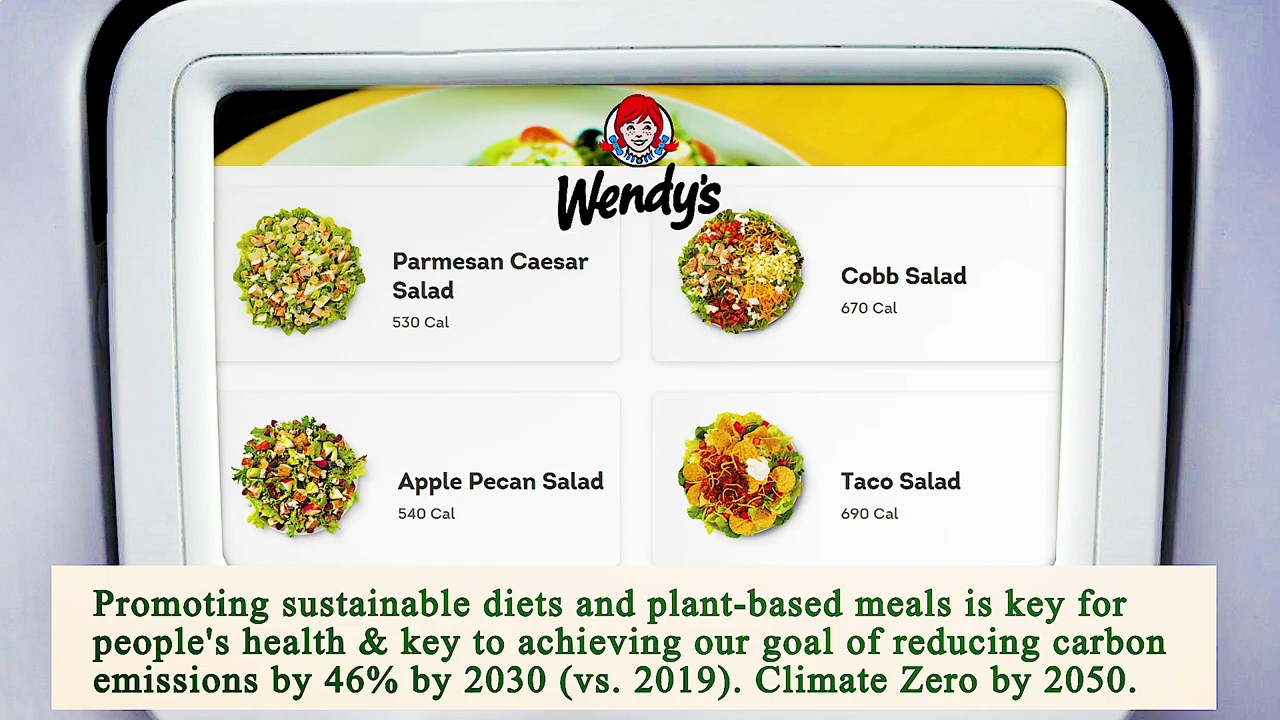 Wendy's
Parmesan Caesar
Salad
530 Cal
Cobb Salad
670 Cal
Apple Pecan Salad
540 Cal
Taco Salad
690 Cal
Promoting sustainable diets and plant-based meals is key for
people's health & key to achieving our goal of reducing carbon
emissions by 46% by 2030 (vs. 2019). Climate Zero by 2050.